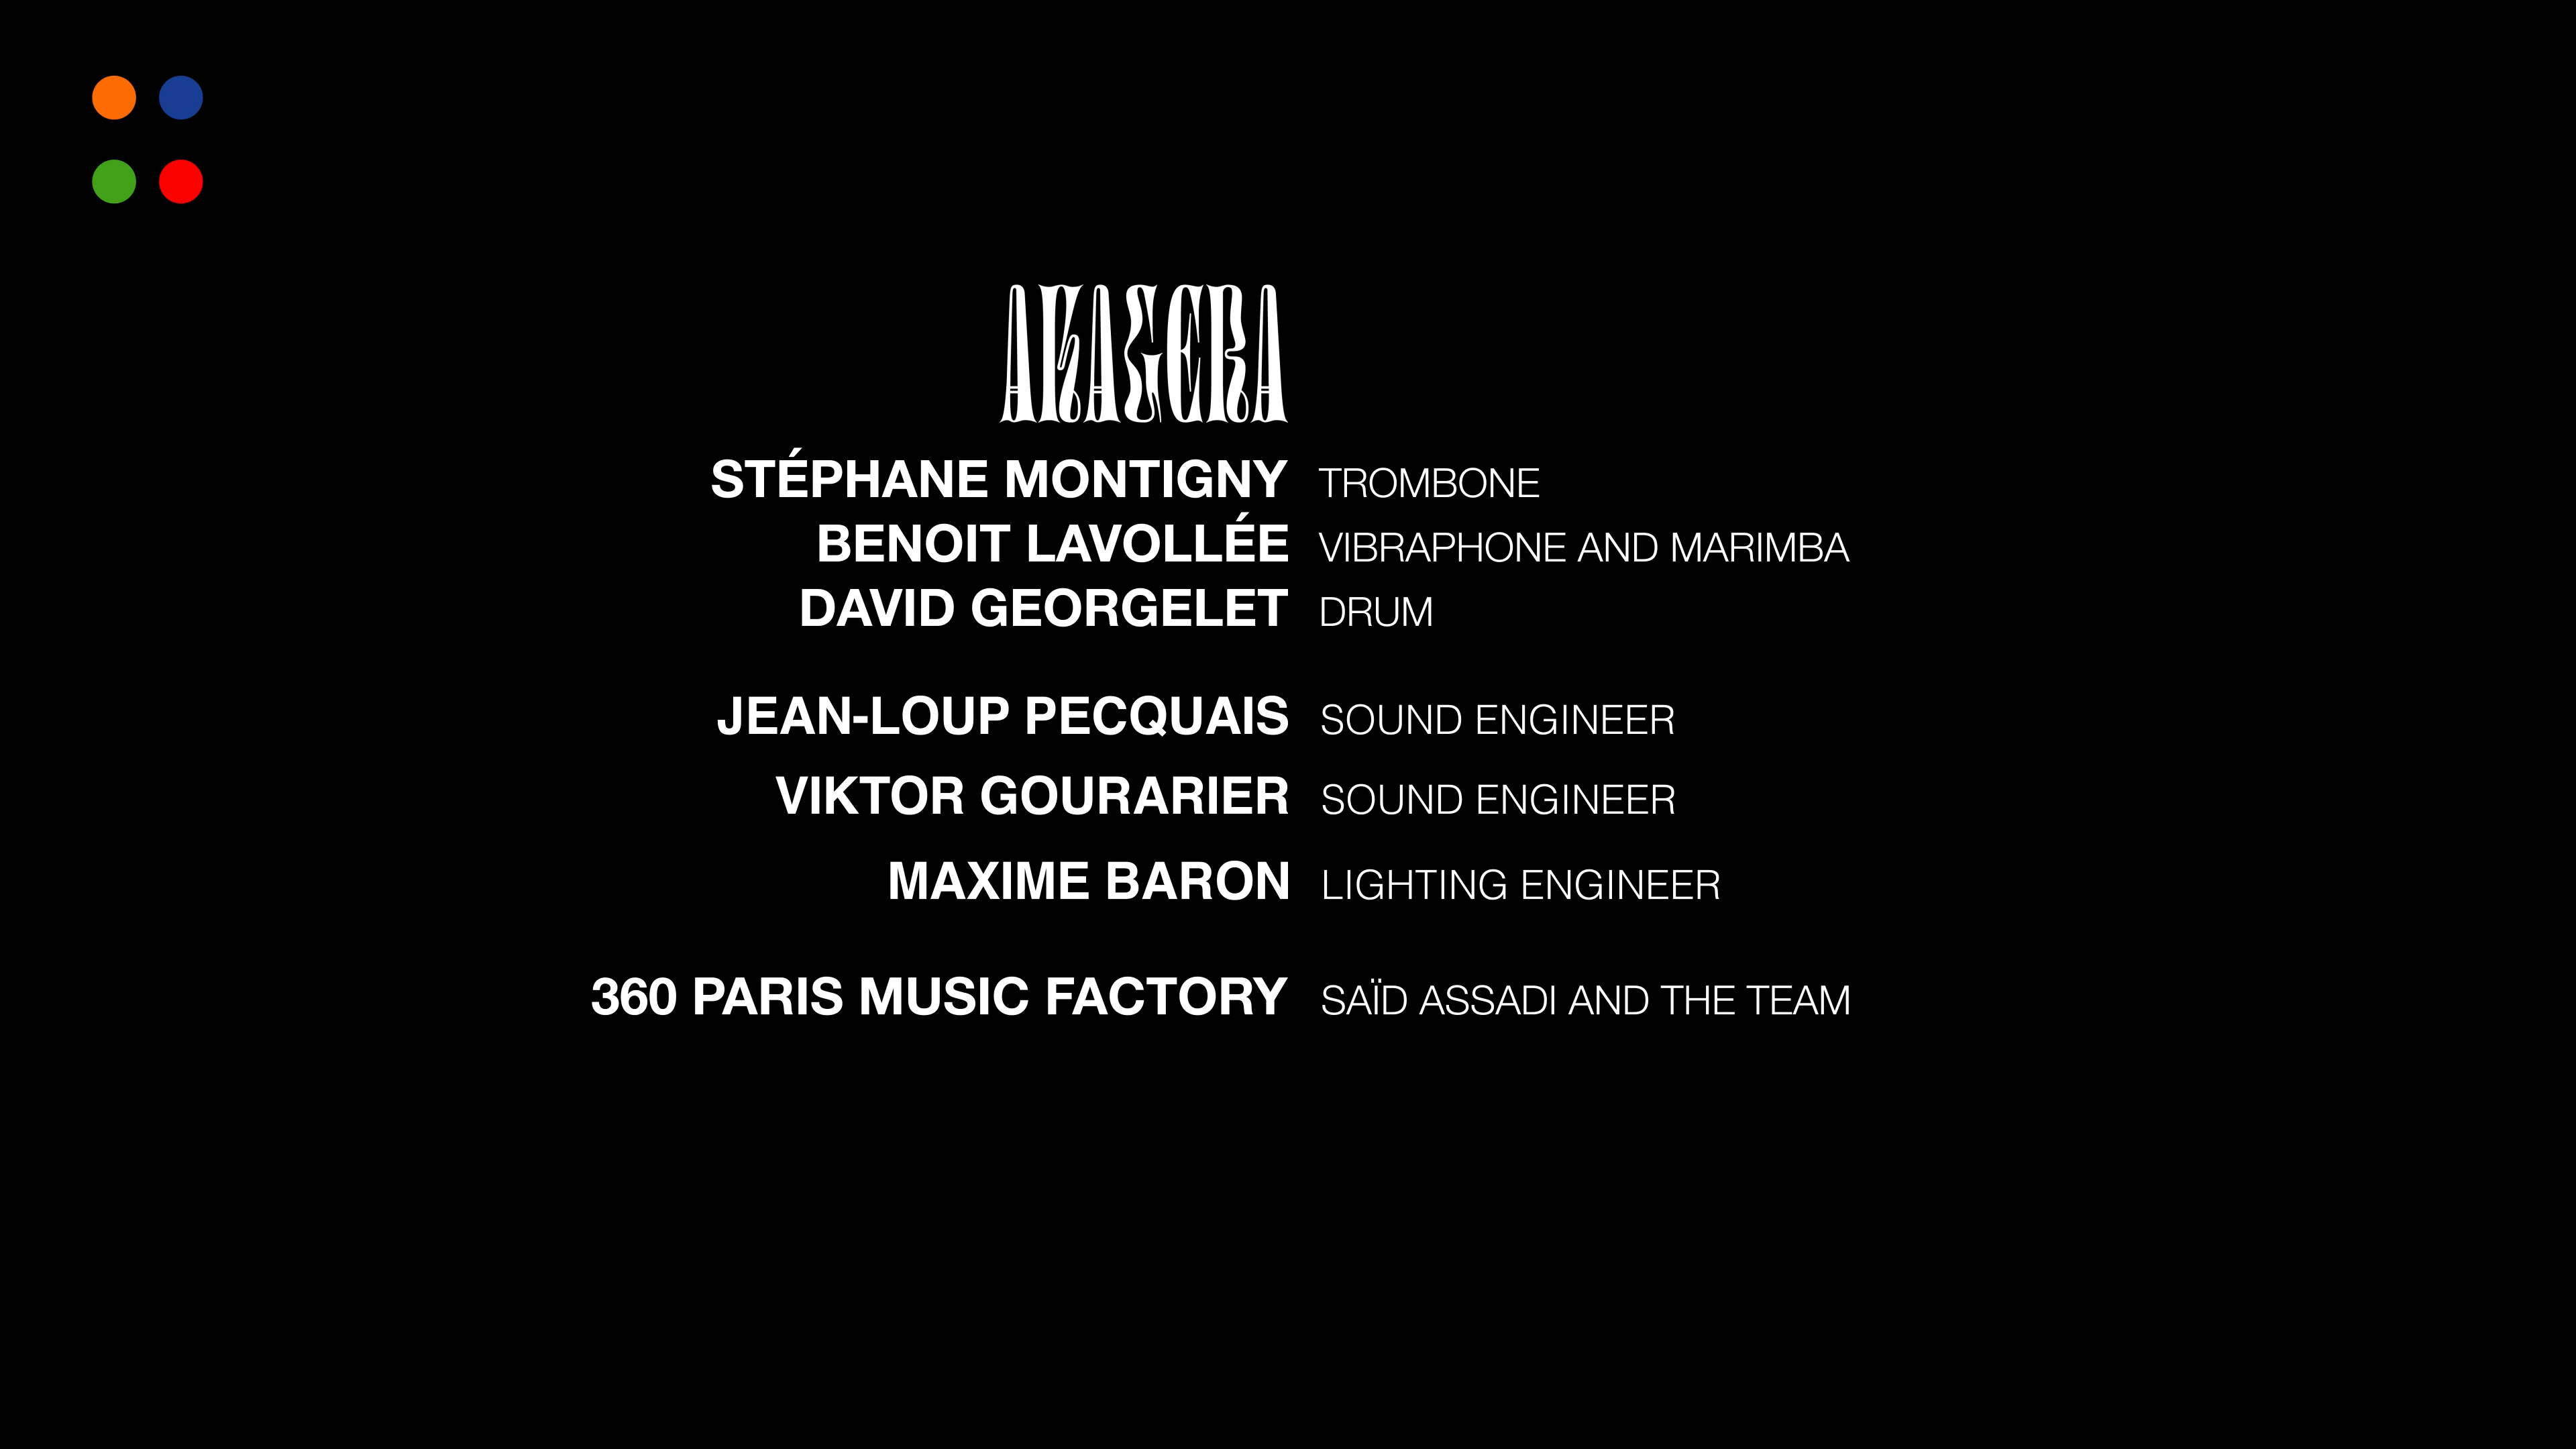 AKAGERA
STÉPHANE MONTIGNY TROMBONE
BENOIT LAVOLLÉE VIBRAPHONE AND MARIMBA
DAVID GEORGELET DRUM
JEAN-LOUP PECQUAIS SOUND ENGINEER
VIKTOR GOURARIER SOUND ENGINEER
MAXIME BARON LIGHTING ENGINEER
360 PARIS MUSIC FACTORY SAÏD ASSADI AND THE TEAM